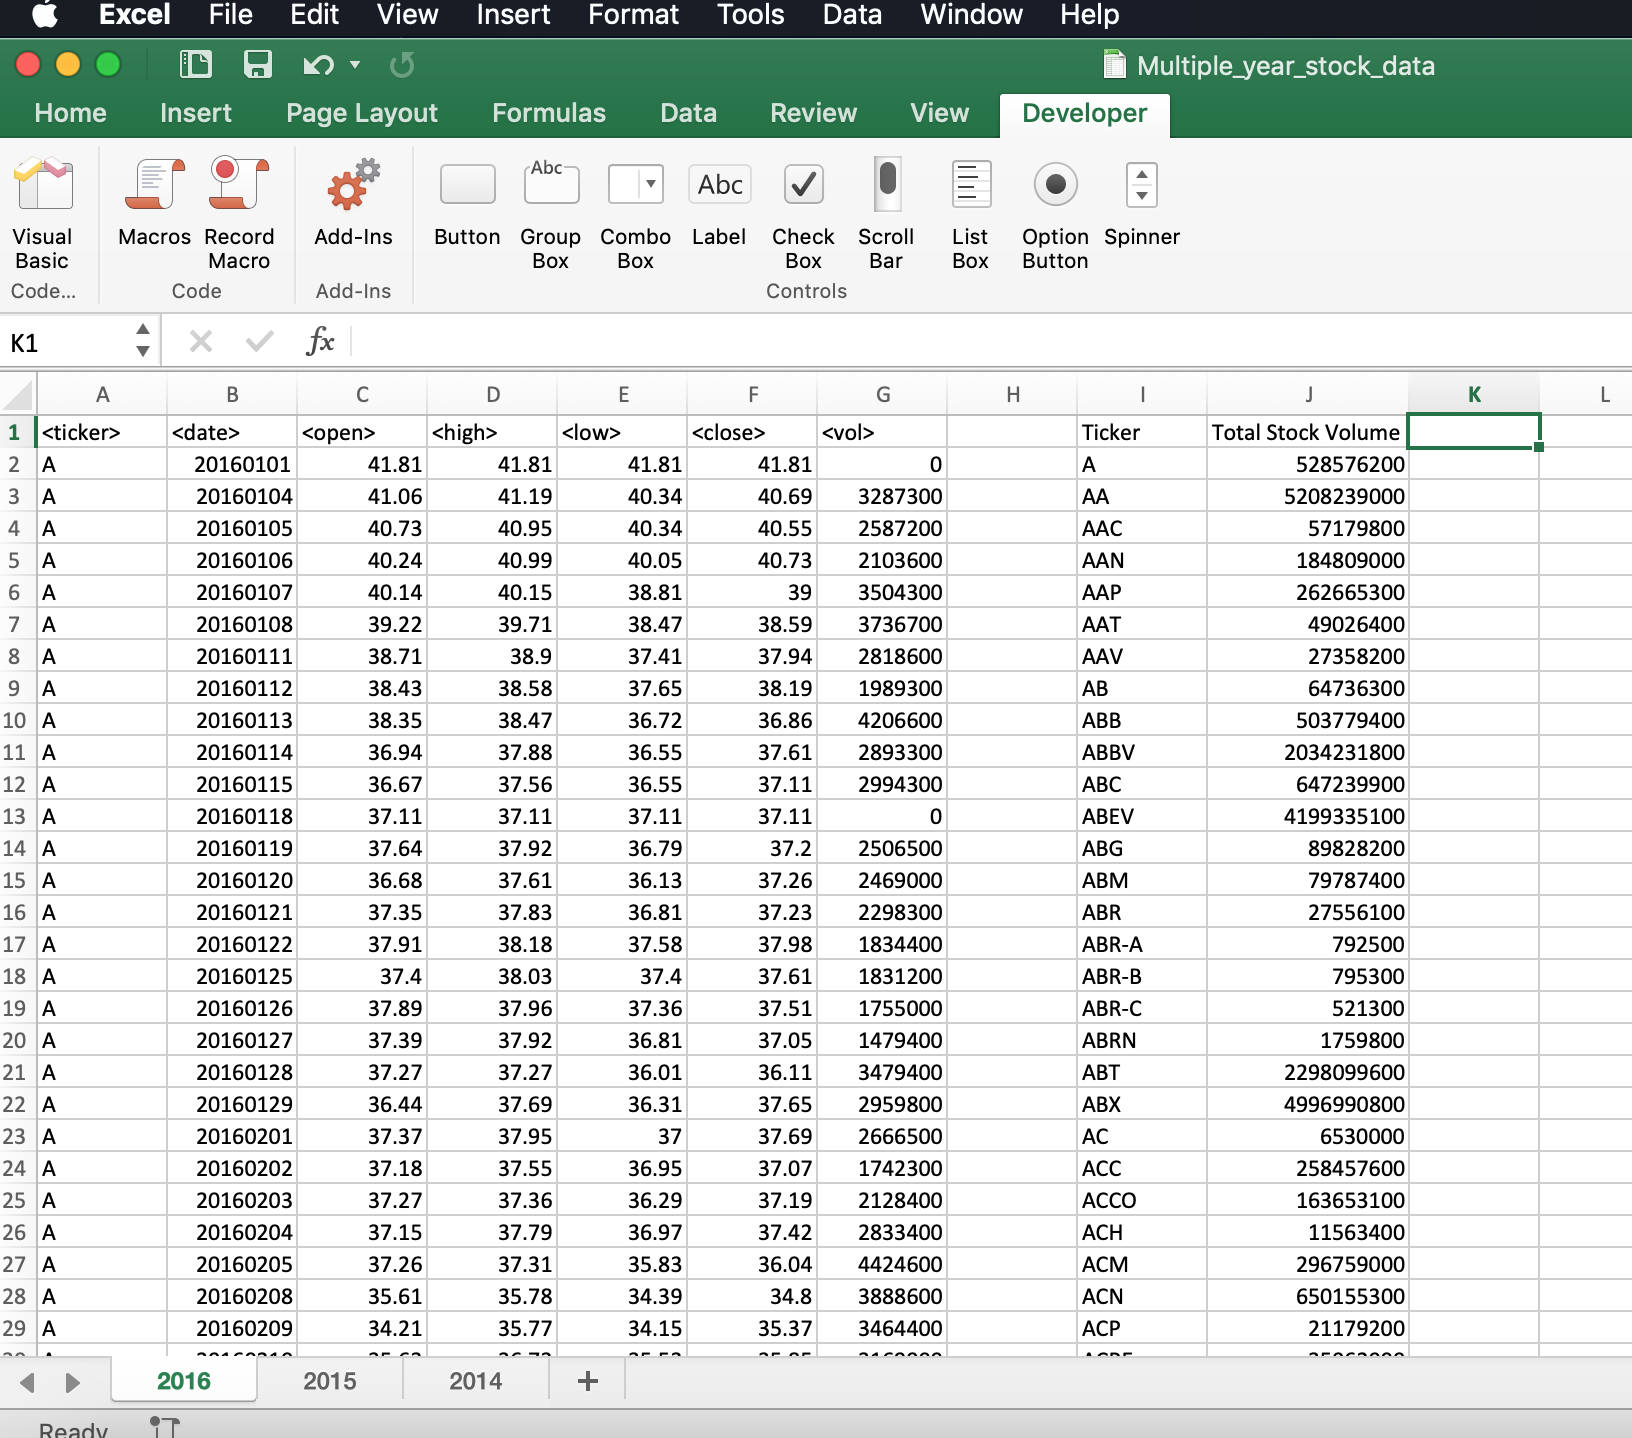 Excel File Edit View Insert Format Tools Data Window Help
Multiple_year_stock_data
Home Insert Page Layout Formulas Data Review View Developer
Visual Basic Macros Record Macro Add-Ins Button Abc Group Box Combo Box Abc Label Check Box Scroll Bar List Box Option Button Spinner
Code... Code Add-Ins Controls
K1 fx
A B C D E F G H I J K L
1 <ticker> <date> <open> <high> <low> <close> <vol> Ticker Total Stock Volume
2 A 20160101 41.81 41.81 41.81 41.81 0 A 528576200
3 A 20160104 41.06 41.19 40.34 40.69 3287300 AA 5208239000
4 A 20160105 40.73 40.95 40.34 40.55 2587200 AAC 57179800
5 A 20160106 40.24 40.99 40.05 40.73 2103600 AAN 184809000
6 A 20160107 40.14 40.15 38.81 39 3504300 AAP 262665300
7 A 20160108 39.22 39.71 38.47 38.59 3736700 AAT 49026400
8 A 20160111 38.71 38.9 37.41 37.94 2818600 AAV 27358200
9 A 20160112 38.43 38.58 37.65 38.19 1989300 AB 64736300
10 A 20160113 38.35 38.47 36.72 36.86 4206600 ABB 503779400
11 A 20160114 36.94 37.88 36.55 37.61 2893300 ABBV 2034231800
12 A 20160115 36.67 37.56 36.55 37.11 2994300 ABC 647239900
13 A 20160118 37.11 37.11 37.11 37.11 0 ABEV 4199335100
14 A 20160119 37.64 37.92 36.79 37.2 2506500 ABG 89828200
15 A 20160120 36.68 37.61 36.13 37.26 2469000 ABM 79787400
16 A 20160121 37.35 37.83 36.81 37.23 2298300 ABR 27556100
17 A 20160122 37.91 38.18 37.58 37.98 1834400 ABR-A 792500
18 A 20160125 37.4 38.03 37.4 37.61 1831200 ABR-B 795300
19 A 20160126 37.89 37.96 37.36 37.51 1755000 ABR-C 521300
20 A 20160127 37.39 37.92 36.81 37.05 1479400 ABRN 1759800
21 A 20160128 37.27 37.27 36.01 36.11 3479400 ABT 2298099600
22 A 20160129 36.44 37.69 36.31 37.65 2959800 ABX 4996990800
23 A 20160201 37.37 37.95 37 37.69 2666500 AC 6530000
24 A 20160202 37.18 37.55 36.95 37.07 1742300 ACC 258457600
25 A 20160203 37.27 37.36 36.29 37.19 2128400 ACCO 163653100
26 A 20160204 37.15 37.79 36.97 37.42 2833400 ACH 11563400
27 A 20160205 37.26 37.31 35.83 36.04 4424600 ACM 296759000
28 A 20160208 35.61 35.78 34.39 34.8 3888600 ACN 650155300
29 A 20160209 34.21 35.77 34.15 35.37 3464400 ACP 21179200
2016 2015 2014 +
Ready